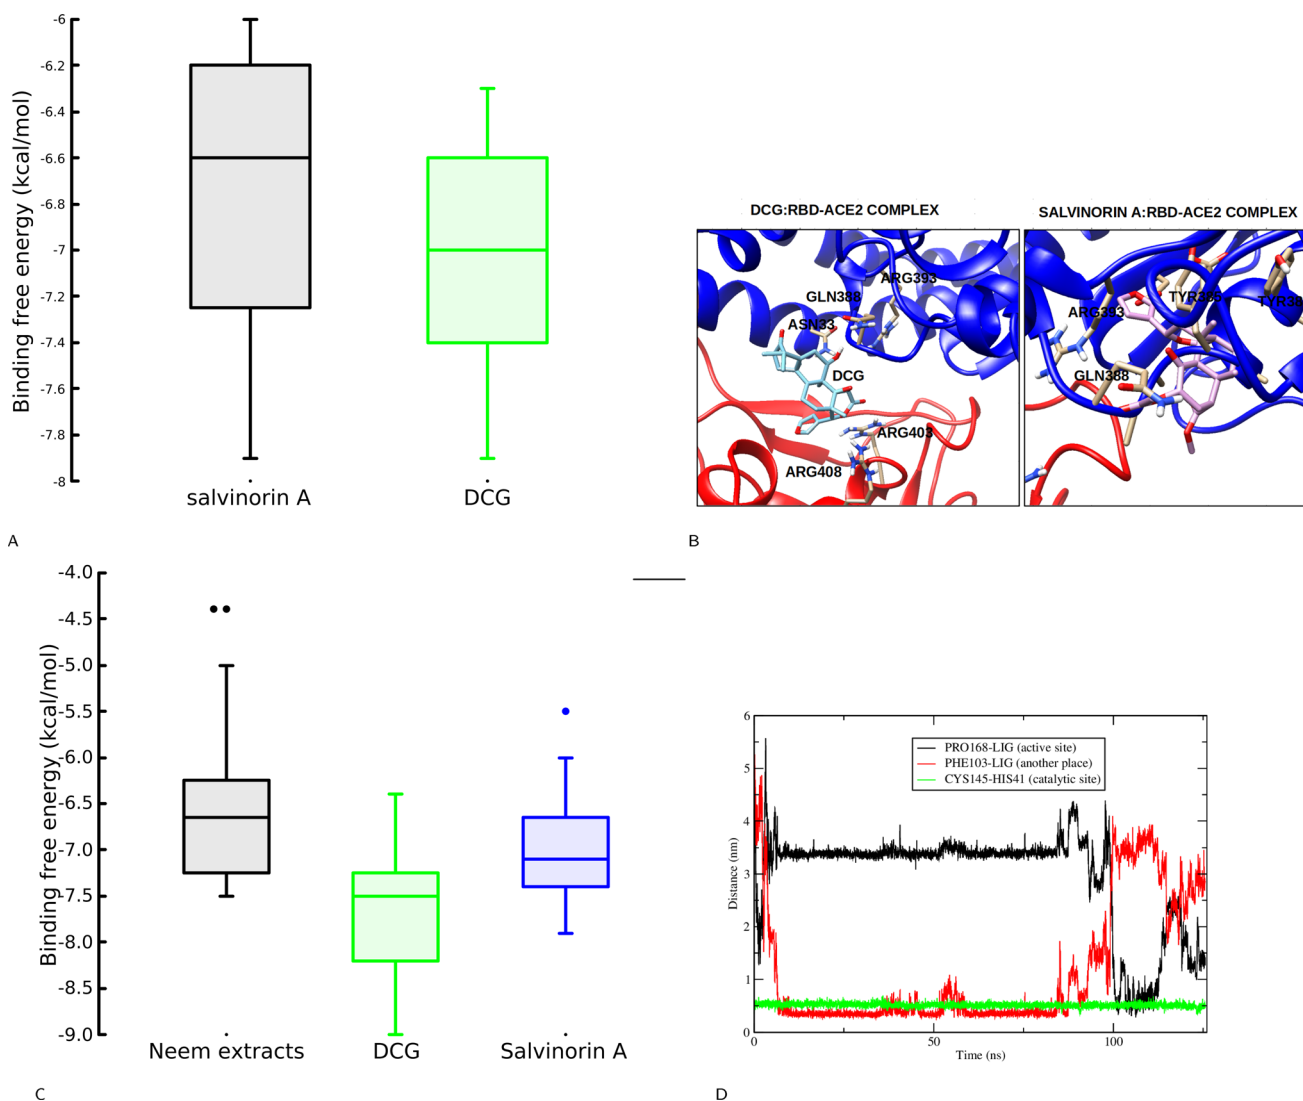 -6
-6.2
-6.4
-6.6
-6.8
-7
-7.2
-7.4
-7.6
-7.8
-8
Binding free energy (kcal/mol)
salvinorin A
DCG
A
DCG:RBD-ACE2 COMPLEX
ARG393
GLN388
ASN33
DCG
ARG403
ARG408
SALVINORIN A:RBD-ACE2 COMPLEX
TYR385
TYR38
ARG393
GLN388
B
-4.0
-4.5
-5.0
-5.5
-6.0
-6.5
-7.0
-7.5
-8.0
-8.5
-9.0
Binding free energy (kcal/mol)
Neem extracts
DCG
Salvinorin A
C
6
5
4
3
2
1
0
Distance (nm)
PRO168-LIG (active site)
PHE103-LIG (another place)
CYS145-HIS41 (catalytic site)
0
50
100
Time (ns)
D